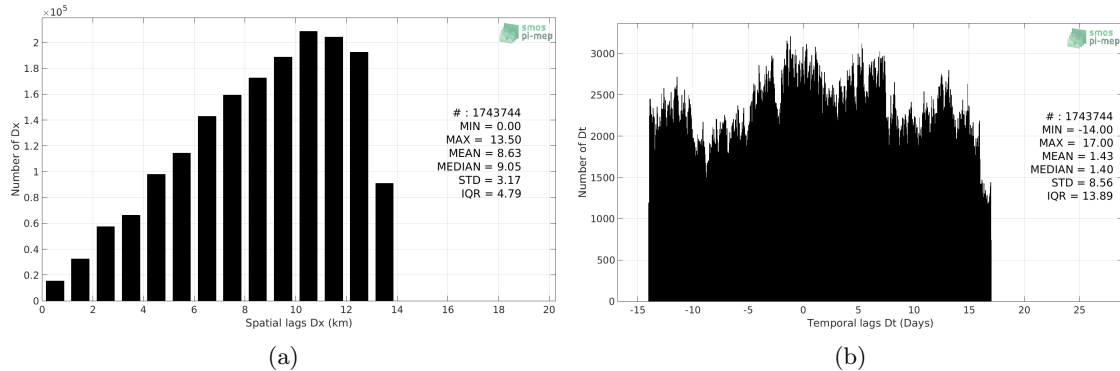 ×10^5
2
1.8
1.6
1.4
1.2
1
0.8
0.6
0.4
0.2
0
Number of Dx
0 2 4 6 8 10 12 14 16 18 20
Spatial lags Dx (km)
smos
pi-mep
# : 1743744
MIN = 0.00
MAX = 13.50
MEAN = 8.63
MEDIAN = 9.05
STD = 3.17
IQR = 4.79
(a)
3000
2500
2000
1500
1000
500
0
Number of Dt
-15 -10 -5 0 5 10 15 20 25
Temporal lags Dt (Days)
smos
pi-mep
# : 1743744
MIN = -14.00
MAX = 17.00
MEAN = 1.43
MEDIAN = 1.40
STD = 8.56
IQR = 13.89
(b)